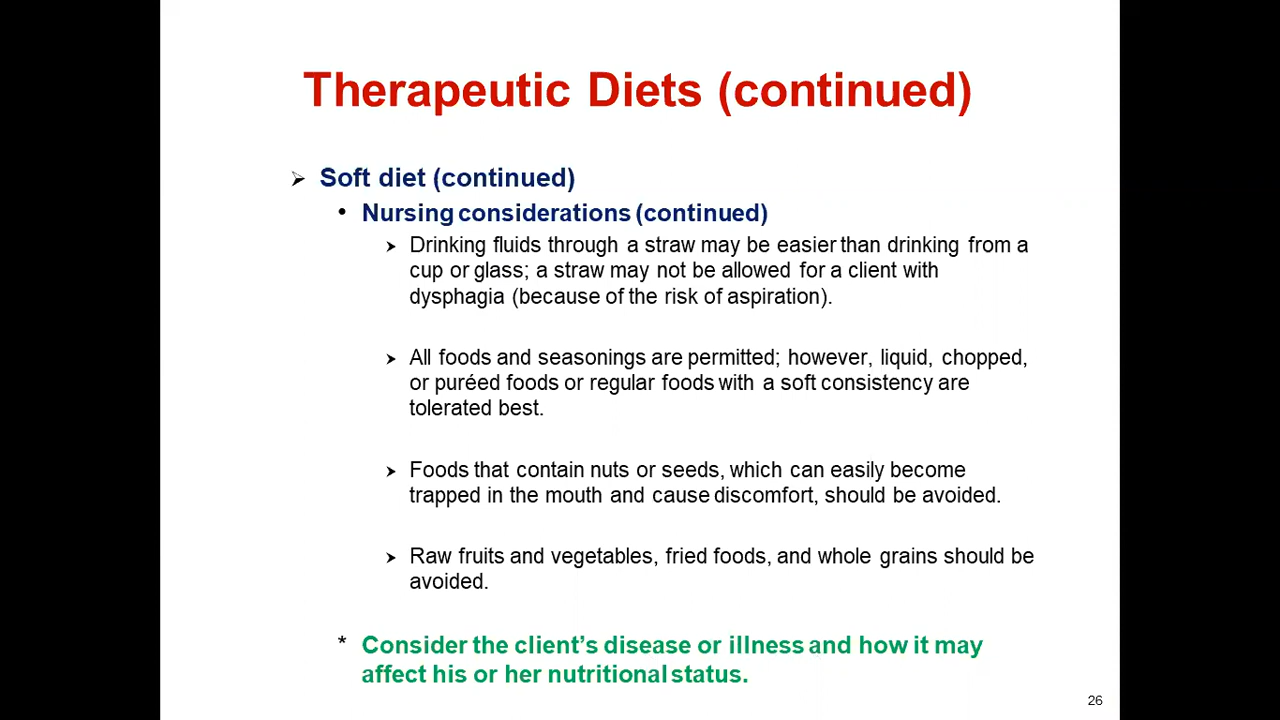 Therapeutic Diets (continued)
➢ Soft diet (continued)
• Nursing considerations (continued)
➤ Drinking fluids through a straw may be easier than drinking from a
cup or glass; a straw may not be allowed for a client with
dysphagia (because of the risk of aspiration).
➤ All foods and seasonings are permitted; however, liquid, chopped,
or puréed foods or regular foods with a soft consistency are
tolerated best.
➤ Foods that contain nuts or seeds, which can easily become
trapped in the mouth and cause discomfort, should be avoided.
➤ Raw fruits and vegetables, fried foods, and whole grains should be
avoided.
* Consider the client’s disease or illness and how it may
affect his or her nutritional status.
26